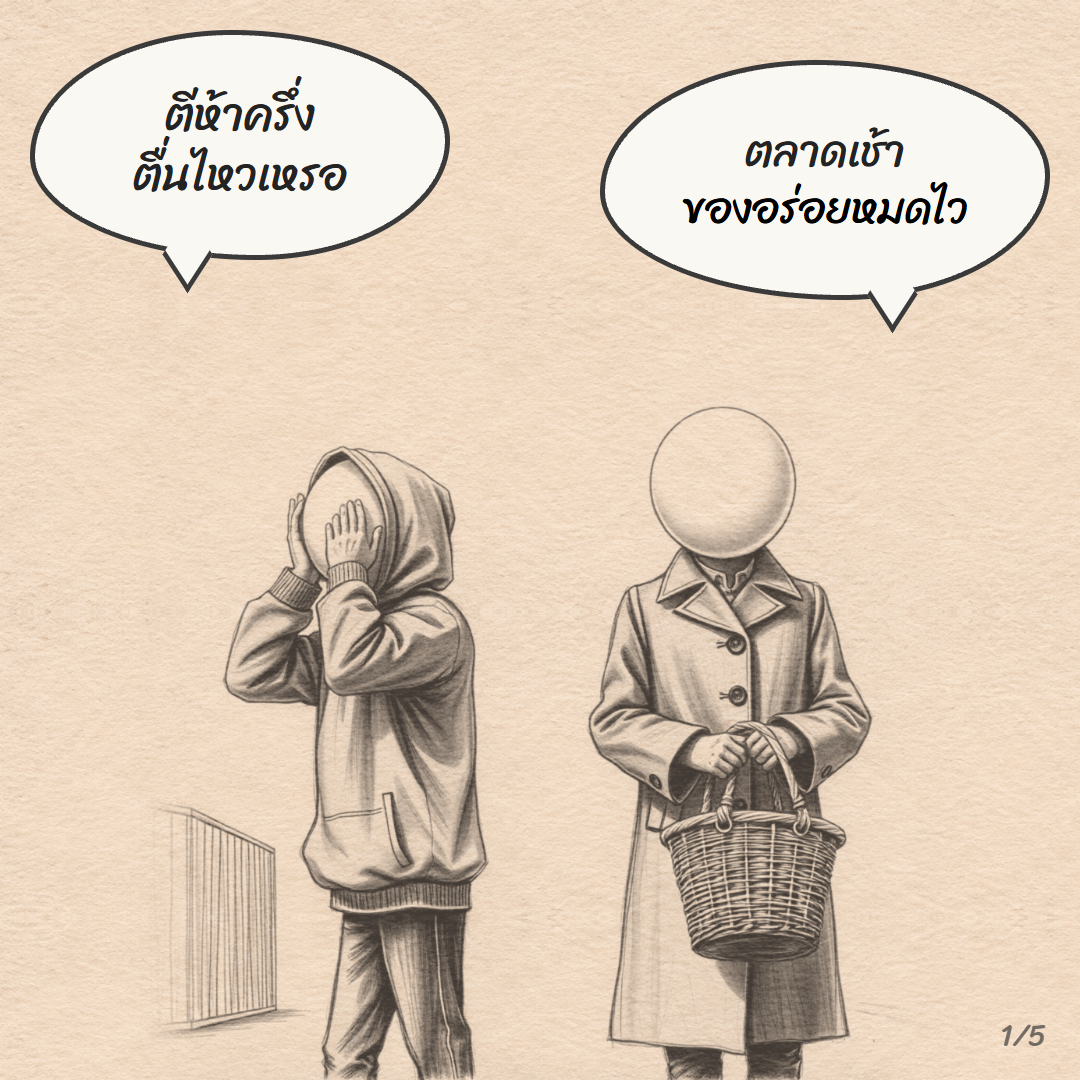 ตีห้าครึ่ง
ตื่นไหวเหรอ
ตลาดเช้า
ของอร่อยหมดไว
1/5